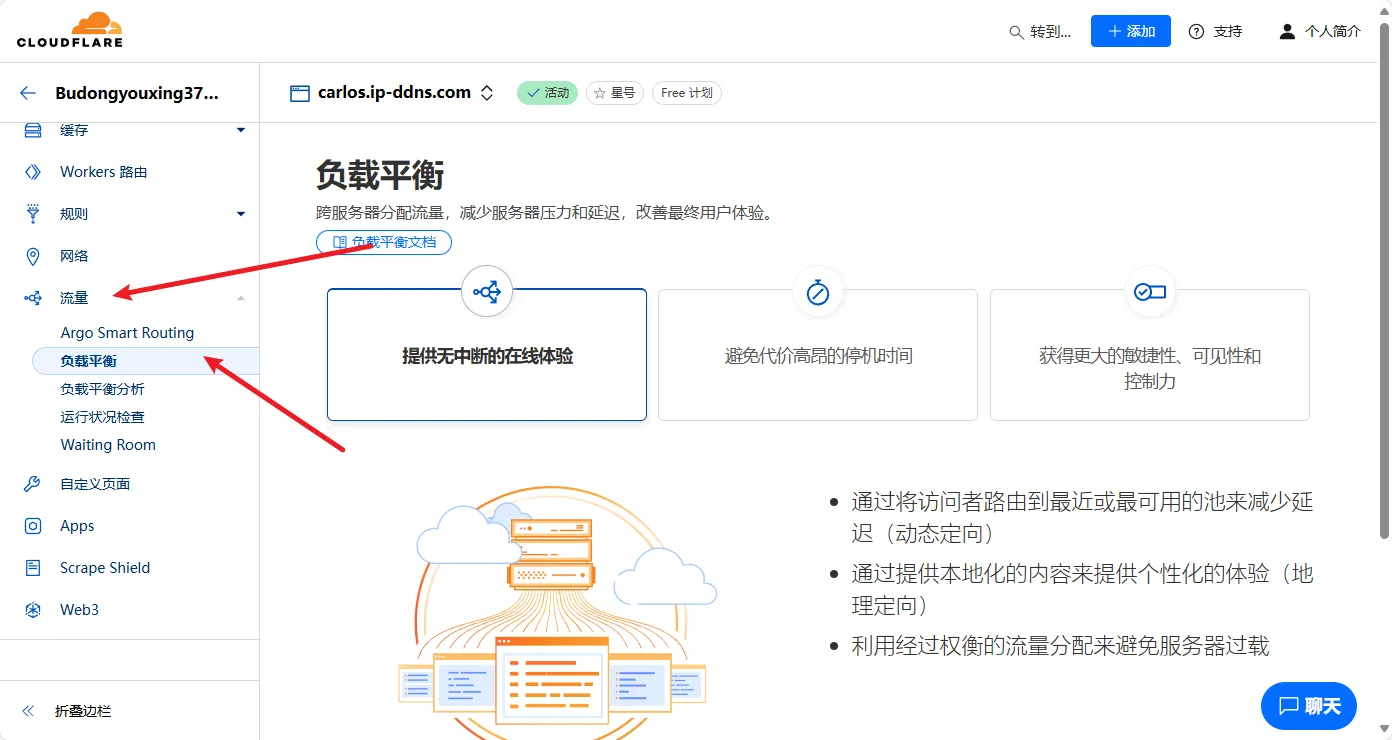 CLOUDFLARE
转到...
添加
支持
个人简介
Budongyouxing37...
carlos.ip-ddns.com
活动
星号
Free 计划
缓存
Workers 路由
规则
网络
流量
Argo Smart Routing
负载平衡
负载平衡分析
运行状况检查
Waiting Room
自定义页面
Apps
Scrape Shield
Web3
折叠边栏
负载平衡
跨服务器分配流量，减少服务器压力和延迟，改善最终用户体验。
负载平衡文档
提供无中断的在线体验
避免代价高昂的停机时间
获得更大的敏捷性、可见性和
控制力
通过将访问者路由到最近或最可用的池来减少延
迟（动态定向）
通过提供本地化的内容来提供个性化的体验（地
理定向）
利用经过权衡的流量分配来避免服务器过载
聊天